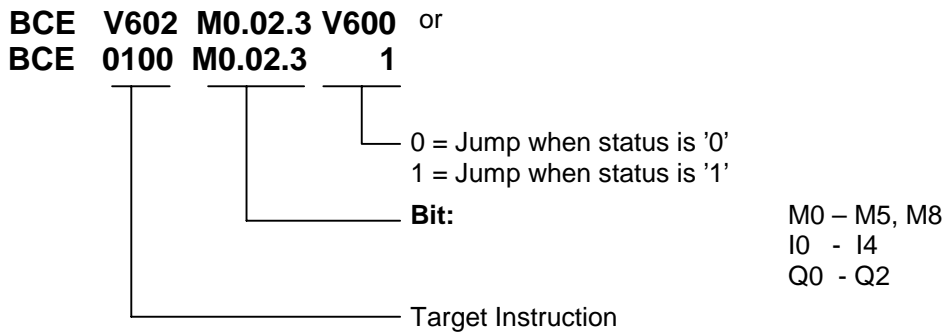 BCE V602 M0.02.3 V600 or
BCE 0100 M0.02.3 1
0 = Jump when status is ’0’
1 = Jump when status is ’1’
Bit: M0 – M5, M8
I0 - I4
Q0 - Q2
Target Instruction